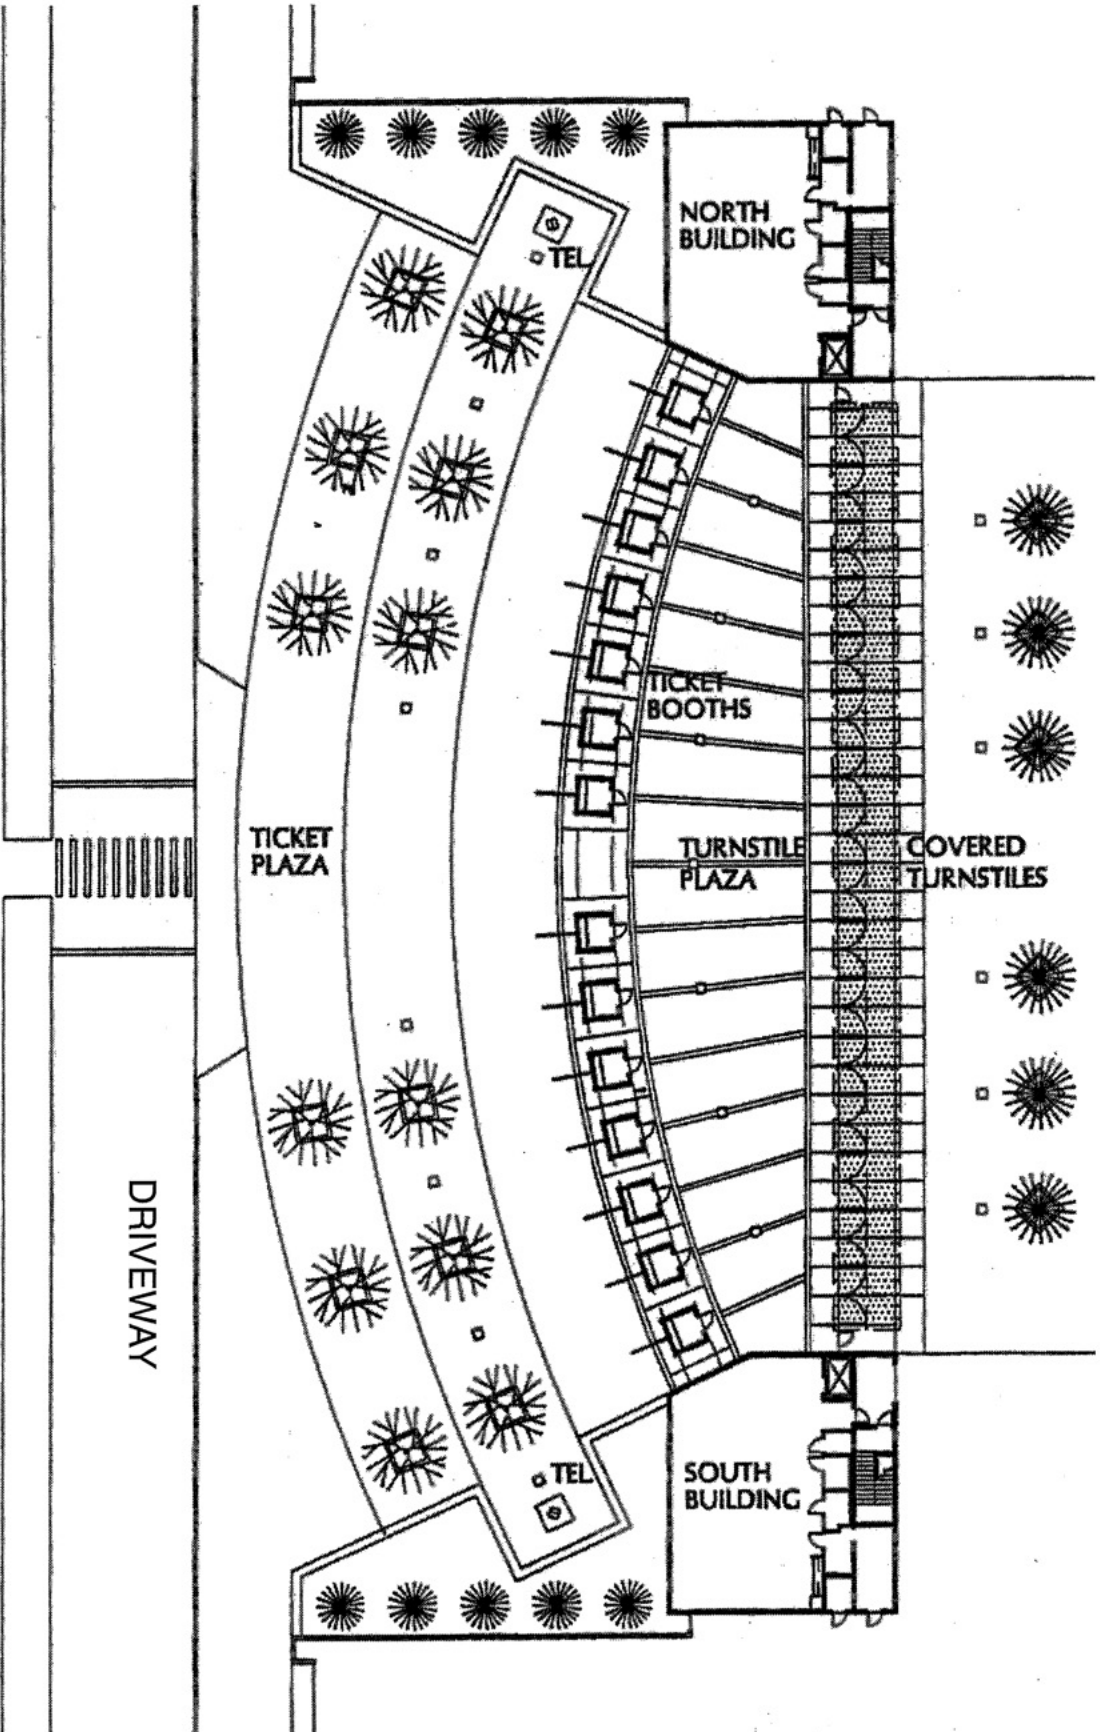 NORTH
BUILDING
TEL
TICKET
BOOTHS
TICKET
PLAZA
TURNSTILE
PLAZA
COVERED
TURNSTILES
DRIVEWAY
TEL
SOUTH
BUILDING